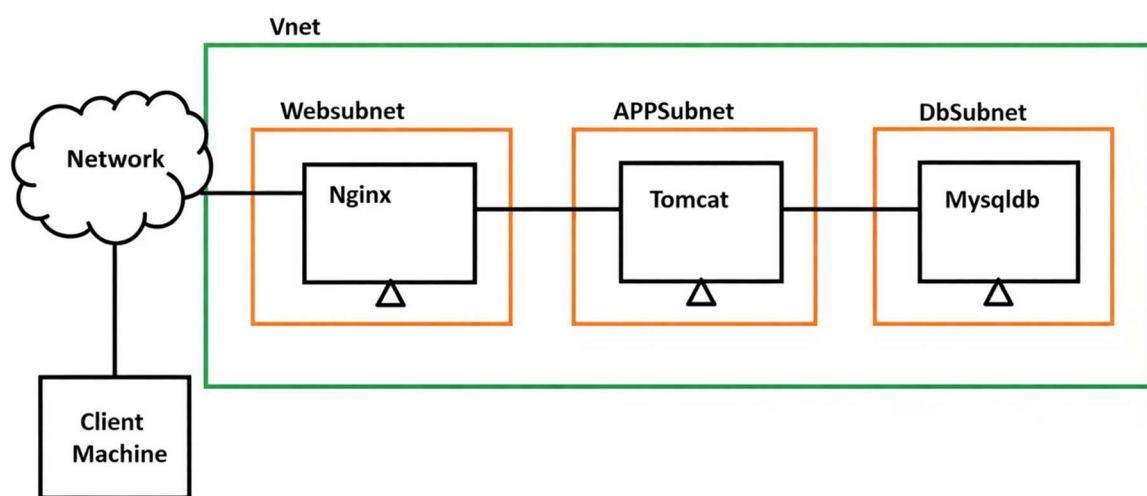 Vnet
Websubnet
APPSubnet
DbSubnet
Network
Nginx
Tomcat
Mysqldb
Client
Machine